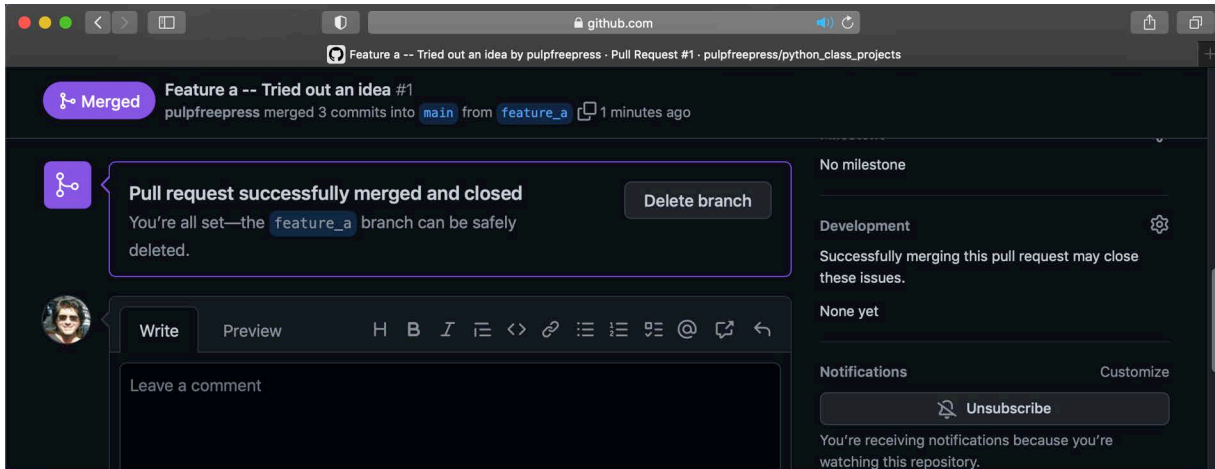 github.com
Feature a -- Tried out an idea by pulpfreepress · Pull Request #1 · pulpfreepress/python_class_projects
Merged
Feature a -- Tried out an idea #1
pulpfreepress merged 3 commits into main from feature_a 1 minutes ago
Pull request successfully merged and closed
You're all set—the feature_a branch can be safely
deleted.
Delete branch
Write
Preview
Leave a comment
No milestone
Development
Successfully merging this pull request may close
these issues.
None yet
Notifications
Customize
Unsubscribe
You're receiving notifications because you're
watching this repository.